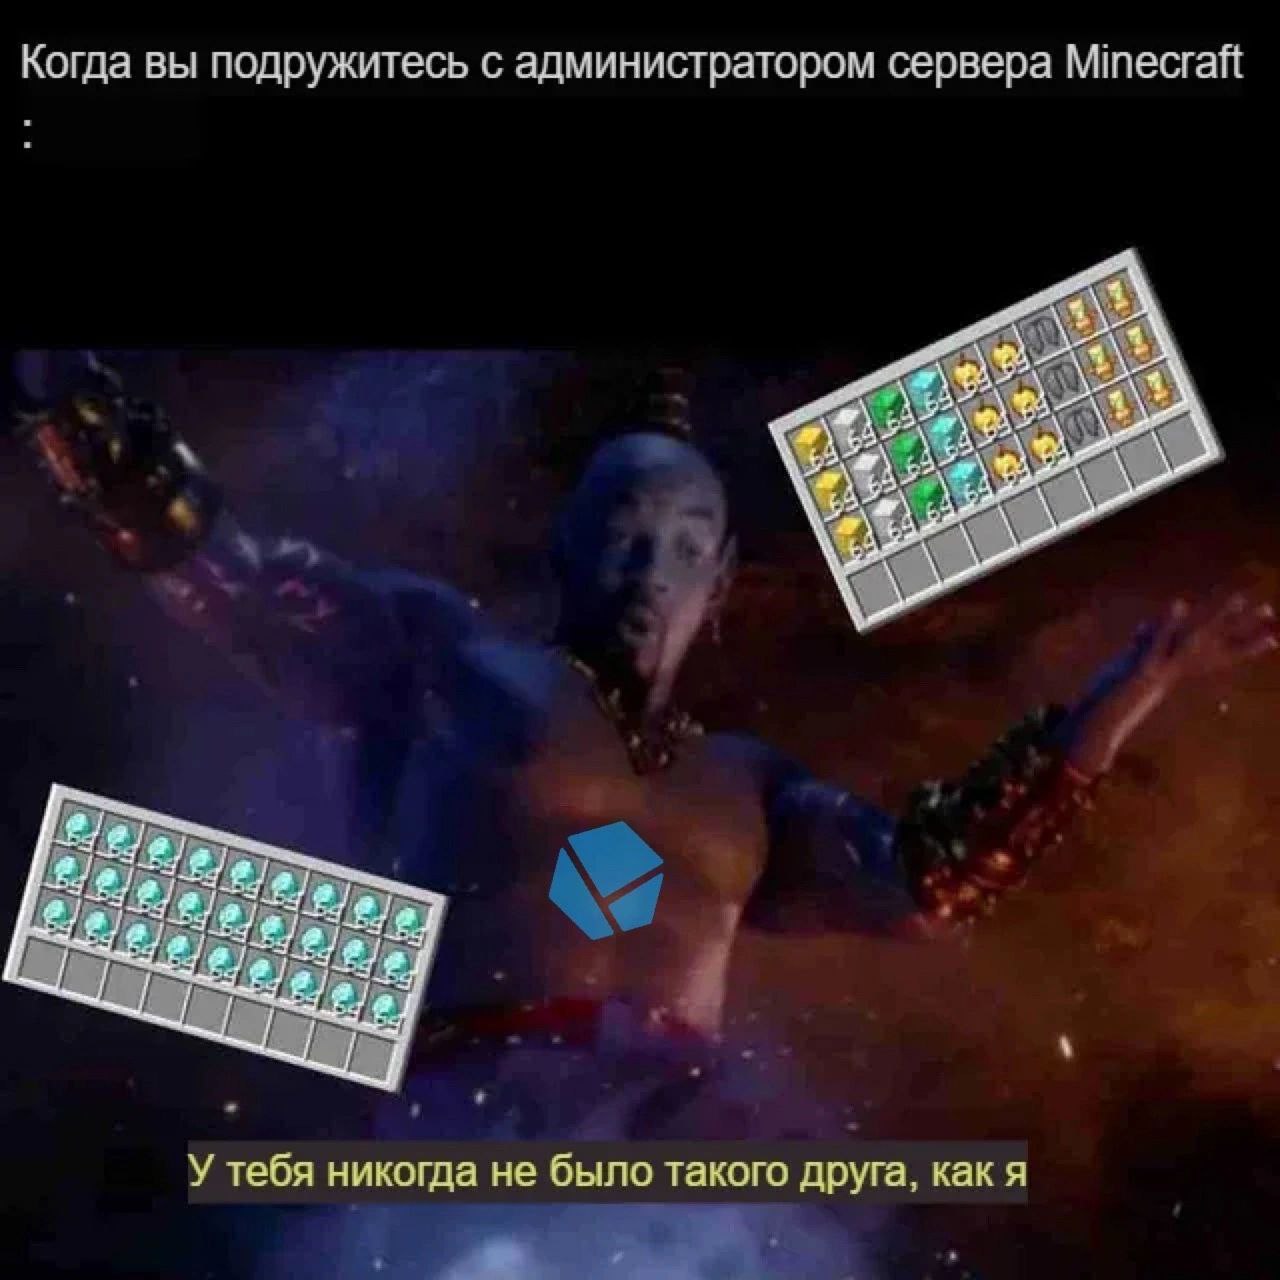 Когда вы подружитесь с администратором сервера Minecraft
:
У тебя никогда не было такого друга, как я